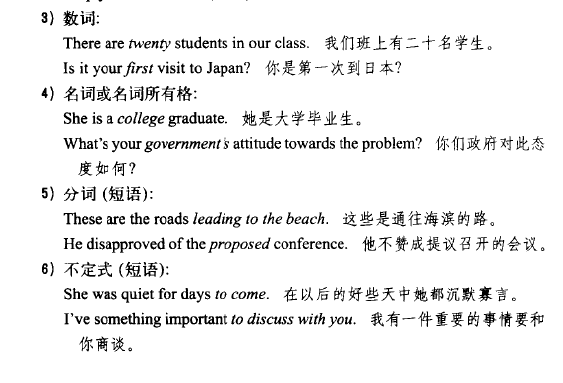 3) 数词:
There are twenty students in our class. 我们班上有二十名学生。
Is it your first visit to Japan? 你是第一次到日本?
4) 名词或名词所有格:
She is a college graduate. 她是大学毕业生。
What's your government's attitude towards the problem? 你们政府对此态
度如何?
5) 分词 (短语):
These are the roads leading to the beach. 这些是通往海滨的路。
He disapproved of the proposed conference. 他不赞成提议召开的会议。
6) 不定式 (短语):
She was quiet for days to come. 在以后的好些天中她都沉默寡言。
I've something important to discuss with you. 我有一件重要的事情要和
你商谈。